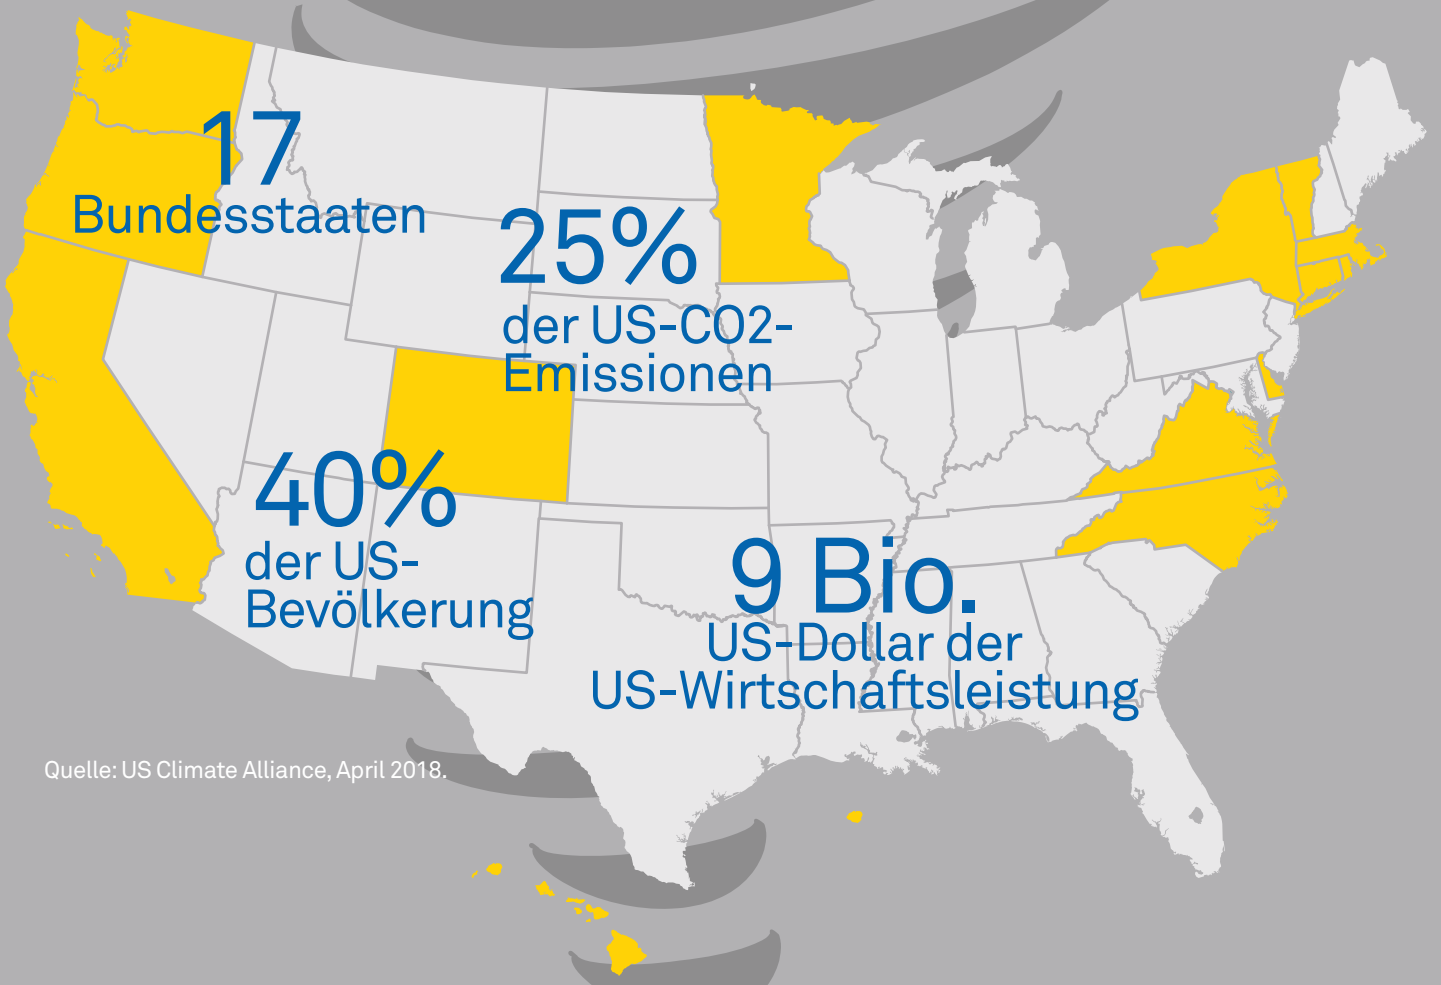 17
Bundesstaaten
25%
der US-CO2-
Emissionen
40%
der US-
Bevölkerung
9 Bio.
US-Dollar der
US-Wirtschaftsleistung
Quelle: US Climate Alliance, April 2018.